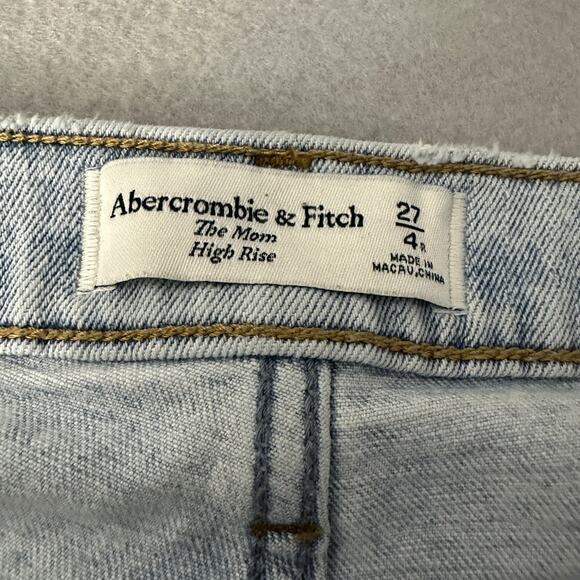 Abercrombie & Fitch
The Mom
High Rise
27
4R
MADE IN
MACAU, CHINA